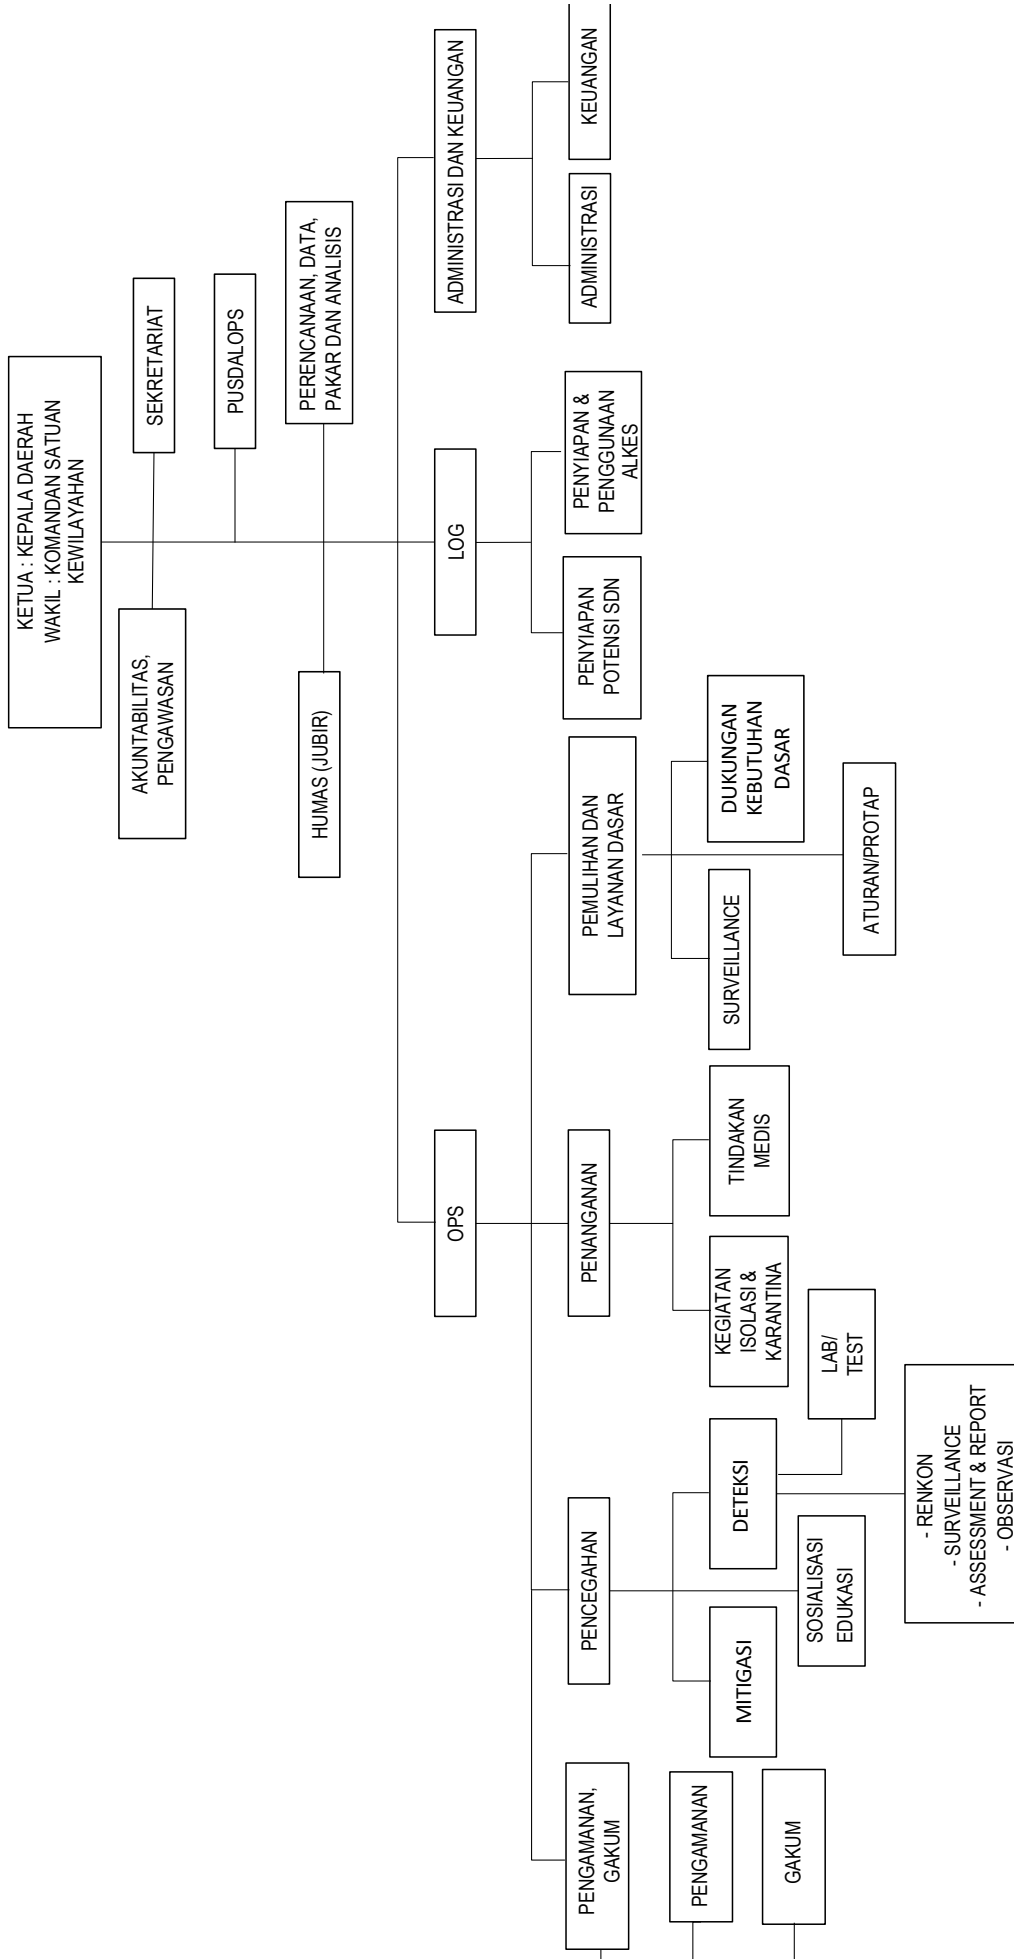 KETUA : KEPALA DAERAH
WAKIL : KOMANDAN SATUAN
KEWILAYAHAN
AKUNTABILITAS,
PENGAWASAN
SEKRETARIAT
PUSDALOPS
HUMAS (JUBIR)
PERENCANAAN, DATA,
PAKAR DAN ANALISIS
OPS
LOG
ADMINISTRASI DAN KEUANGAN
PENGAMANAN,
GAKUM
PENCEGAHAN
PENANGANAN
PEMULIHAN DAN
LAYANAN DASAR
PENYIAPAN
POTENSI SDN
PENYIAPAN &
PENGGUNAAN
ALKES
ADMINISTRASI
KEUANGAN
PENGAMANAN
GAKUM
MITIGASI
DETEKSI
SOSIALISASI
EDUKASI
LAB/
TEST
- RENKON
- SURVEILLANCE
- ASSESSMENT & REPORT
- OBSERVASI
KEGIATAN
ISOLASI &
KARANTINA
TINDAKAN
MEDIS
SURVEILLANCE
DUKUNGAN
KEBUTUHAN
DASAR
ATURAN/PROTAP